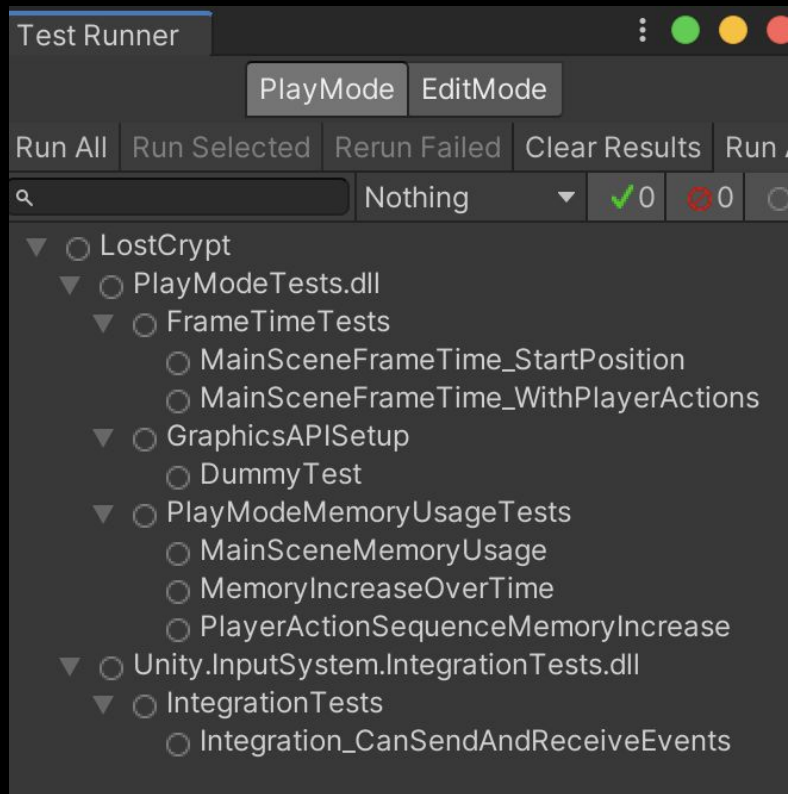 Test Runner
PlayMode EditMode
Run All Run Selected Rerun Failed Clear Results Run
Nothing 0 0
LostCrypt
PlayModeTests.dll
FrameTimeTests
MainSceneFrameTime_StartPosition
MainSceneFrameTime_WithPlayerActions
GraphicsAPISetup
DummyTest
PlayModeMemoryUsageTests
MainSceneMemoryUsage
MemoryIncreaseOverTime
PlayerActionSequenceMemoryIncrease
Unity.InputSystem.IntegrationTests.dll
IntegrationTests
Integration_CanSendAndReceiveEvents